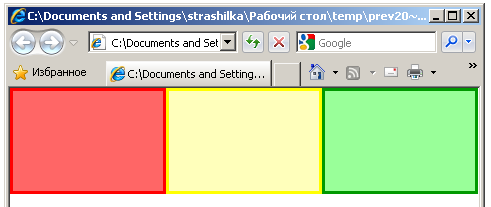 C:\Documents and Settings\strashilka\Рабочий стол\temp\prev20~...
C:\Documents and Set
Google
Избранное
C:\Documents and Setting...